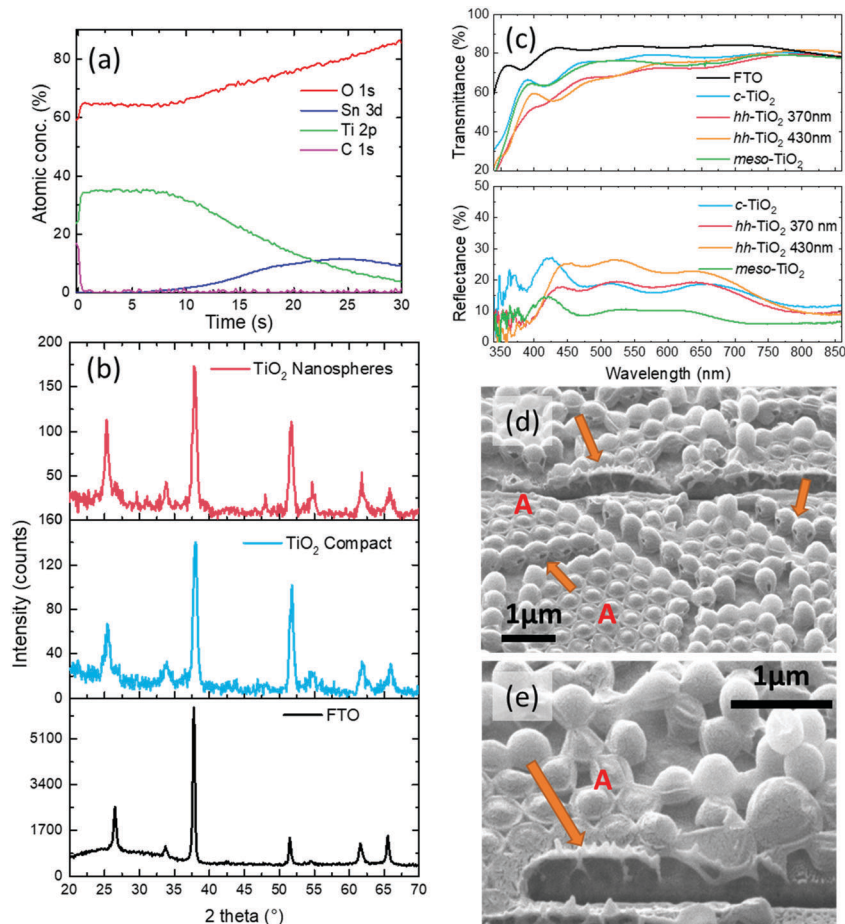 (a)
Atomic conc. (%)
80
60
40
20
0
O 1s
Sn 3d
Ti 2p
C 1s
0
10
20
30
Time (s)
(b)
Intensity (counts)
200
150
100
50
TiO₂ Nanospheres
160
120
80
40
0
TiO₂ Compact
5100
3400
1700
FTO
20 25 30 35 40 45 50 55 60 65 70
2 theta (°)
(c)
Transmittance (%)
100
80
60
40
20
FTO
c-TiO₂
hh-TiO₂ 370nm
hh-TiO₂ 430nm
meso-TiO₂
Reflectance (%)
50
40
30
20
10
0
c-TiO₂
hh-TiO₂ 370 nm
hh-TiO₂ 430nm
meso-TiO₂
350 400 450 500 550 600 650 700 750 800 850
Wavelength (nm)
(d)
A
A
1µm
(e)
1µm
A